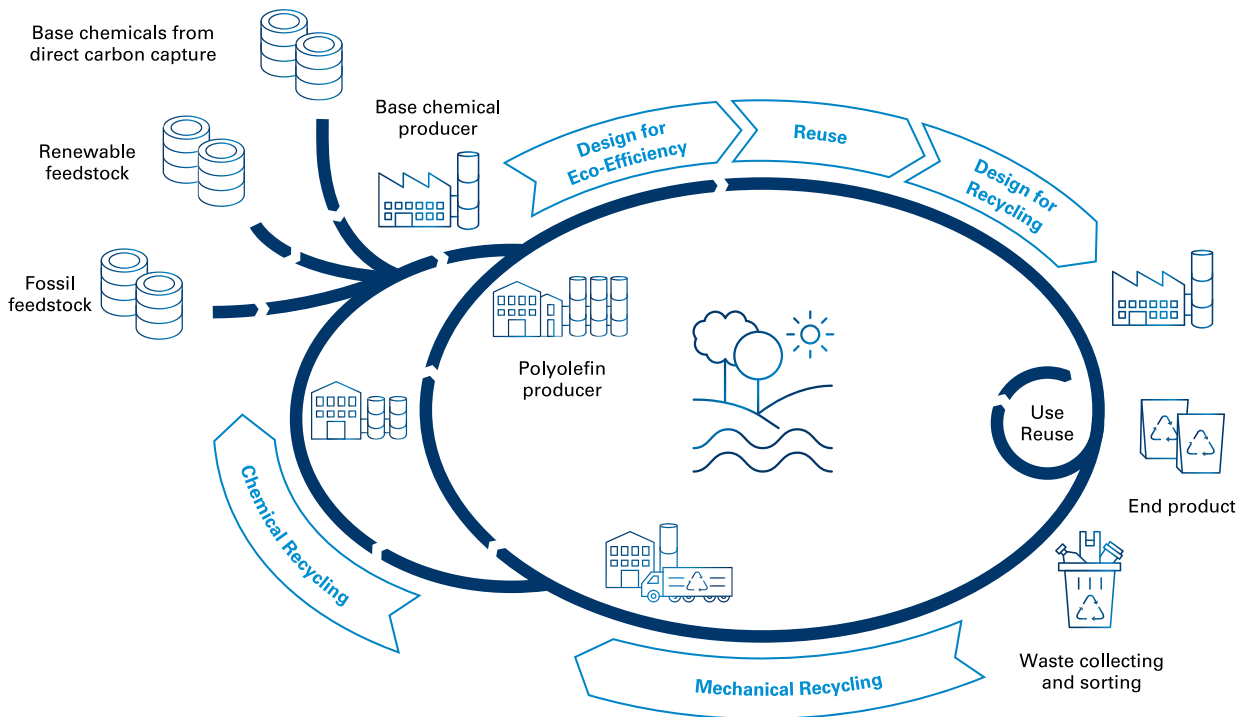 Base chemicals from
direct carbon capture
Renewable
feedstock
Fossil
feedstock
Base chemical
producer
Design for
Eco-Efficiency
Reuse
Design for
Recycling
Polyolefin
producer
Use
Reuse
End product
Waste collecting
and sorting
Mechanical Recycling
Chemical Recycling